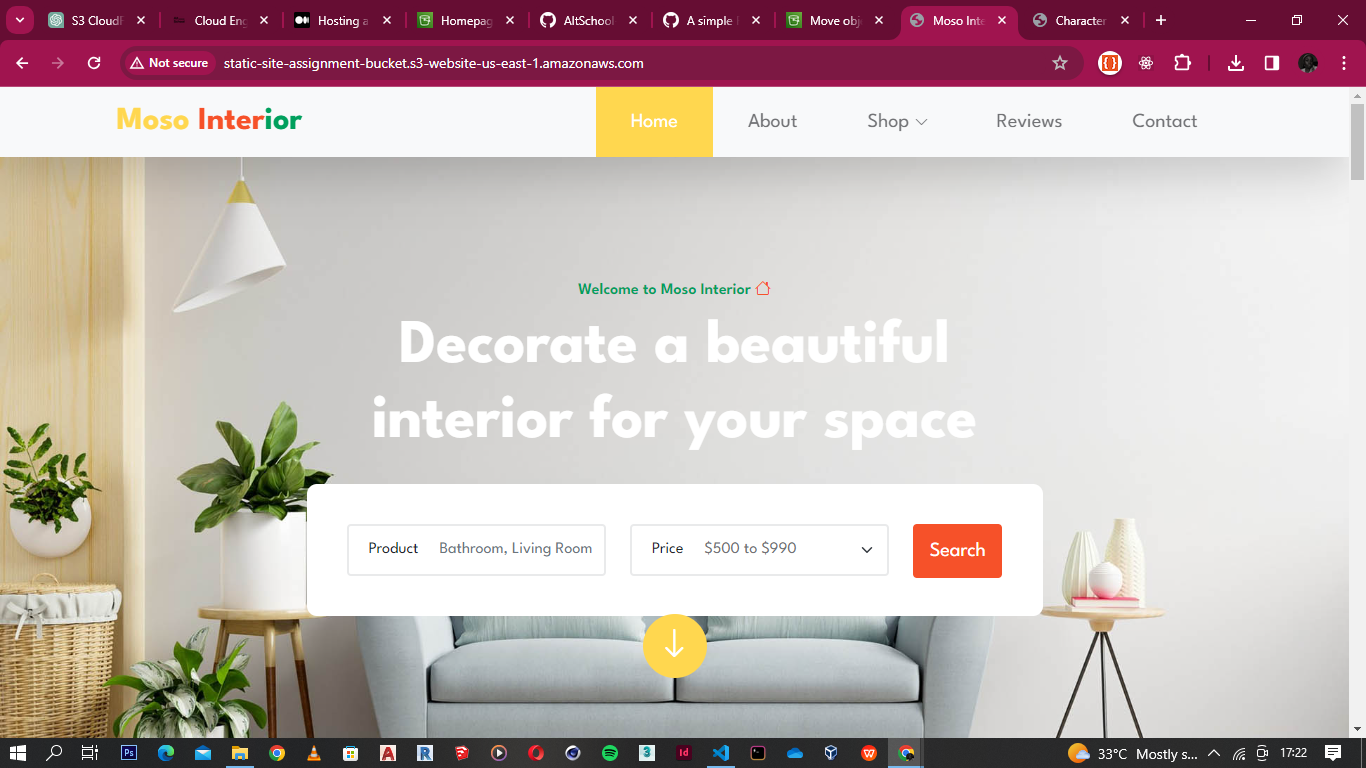 S3 CloudF
Cloud Eng
Hosting a
Homepag
AltSchool
A simple
Move obj
Moso Inte
Character
Not secure
static-site-assignment-bucket.s3-website-us-east-1.amazonaws.com
Moso Interior
Home
About
Shop
Reviews
Contact
Welcome to Moso Interior
Decorate a beautiful
interior for your space
Product Bathroom, Living Room
Price $500 to $990
Search
33°C Mostly s...
17:22